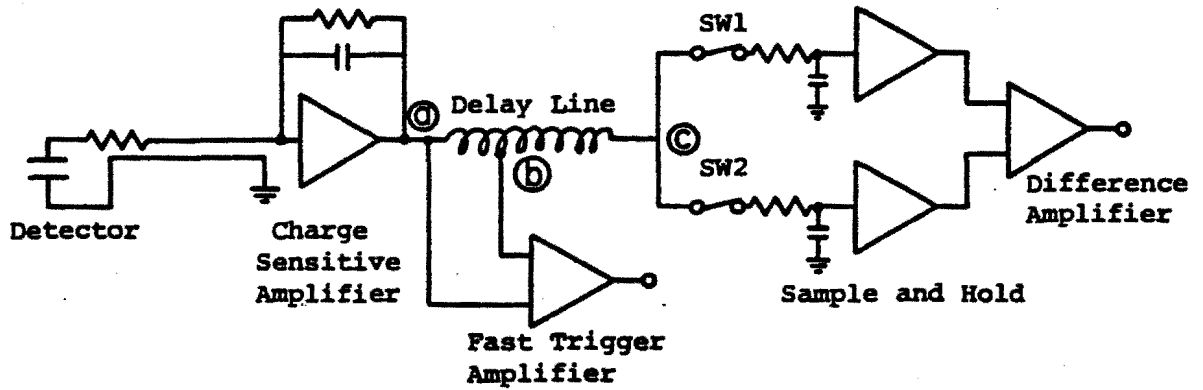 SW1
ⓐ Delay Line
ⓒ
ⓑ
SW2
Detector
Charge
Sensitive
Amplifier
Difference
Amplifier
Sample and Hold
Fast Trigger
Amplifier